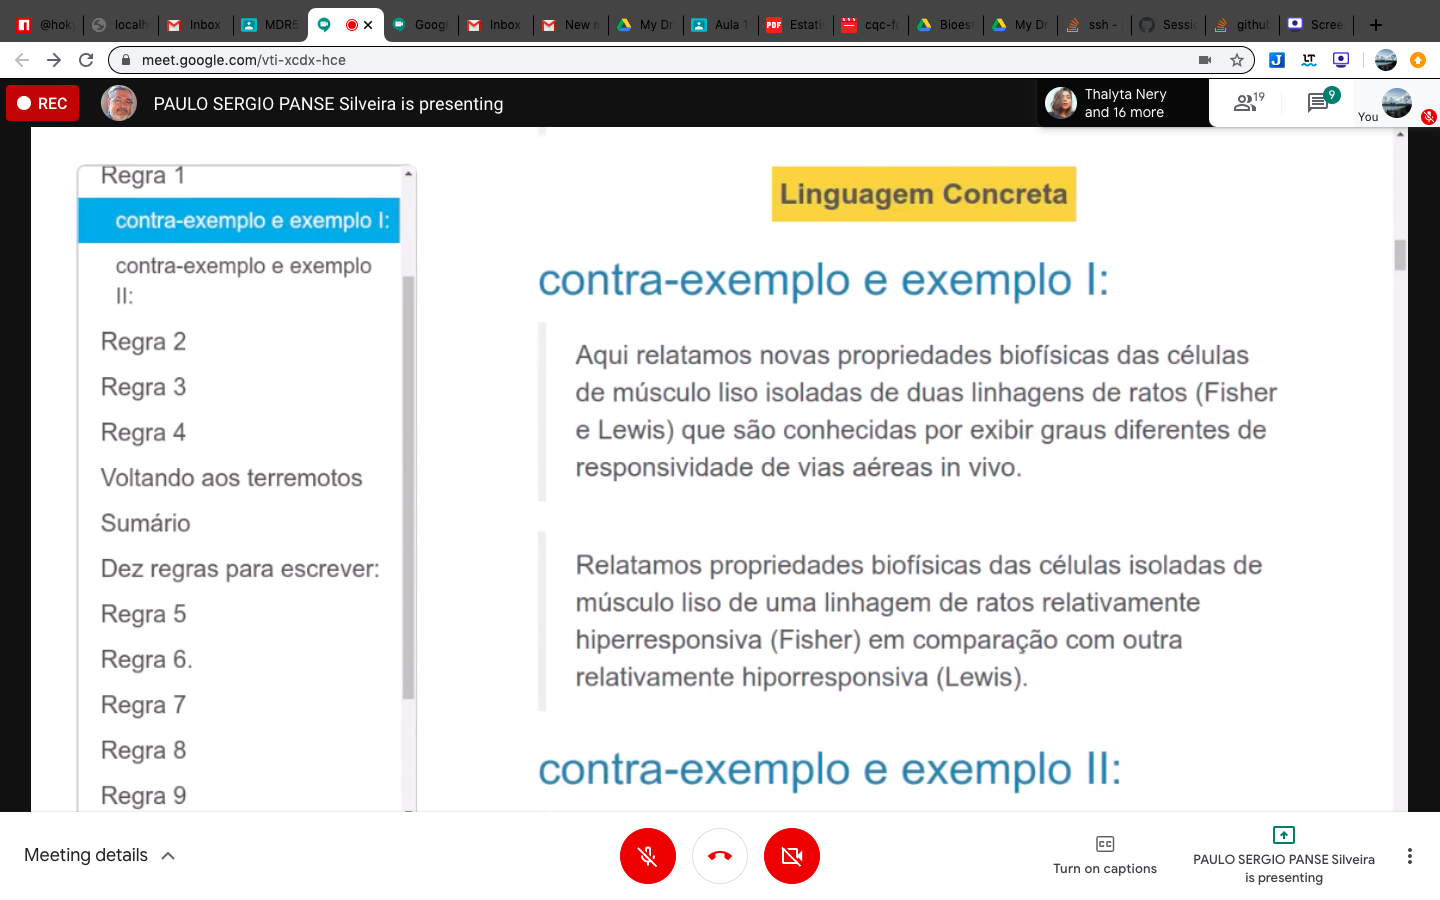 @hok
localh
Inbox
MDR5
Googl
Inbox
New m
My Dr
Aula 1
Estati
cqc-fo
Bioest
My Dr
ssh -
Sessio
github
Scree
meet.google.com/vti-xcdx-hce
REC
PAULO SERGIO PANSE Silveira is presenting
Thalyta Nery
and 16 more
19
9
You
Regra 1
contra-exemplo e exemplo I:
contra-exemplo e exemplo
II:
Regra 2
Regra 3
Regra 4
Voltando aos terremotos
Sumário
Dez regras para escrever:
Regra 5
Regra 6.
Regra 7
Regra 8
Regra 9
Linguagem Concreta
contra-exemplo e exemplo I:
Aqui relatamos novas propriedades biofísicas das células
de músculo liso isoladas de duas linhagens de ratos (Fisher
e Lewis) que são conhecidas por exibir graus diferentes de
responsividade de vias aéreas in vivo.
Relatamos propriedades biofísicas das células isoladas de
músculo liso de uma linhagem de ratos relativamente
hiperresponsiva (Fisher) em comparação com outra
relativamente hiporresponsiva (Lewis).
contra-exemplo e exemplo II:
Meeting details
Turn on captions
PAULO SERGIO PANSE Silveira
is presenting